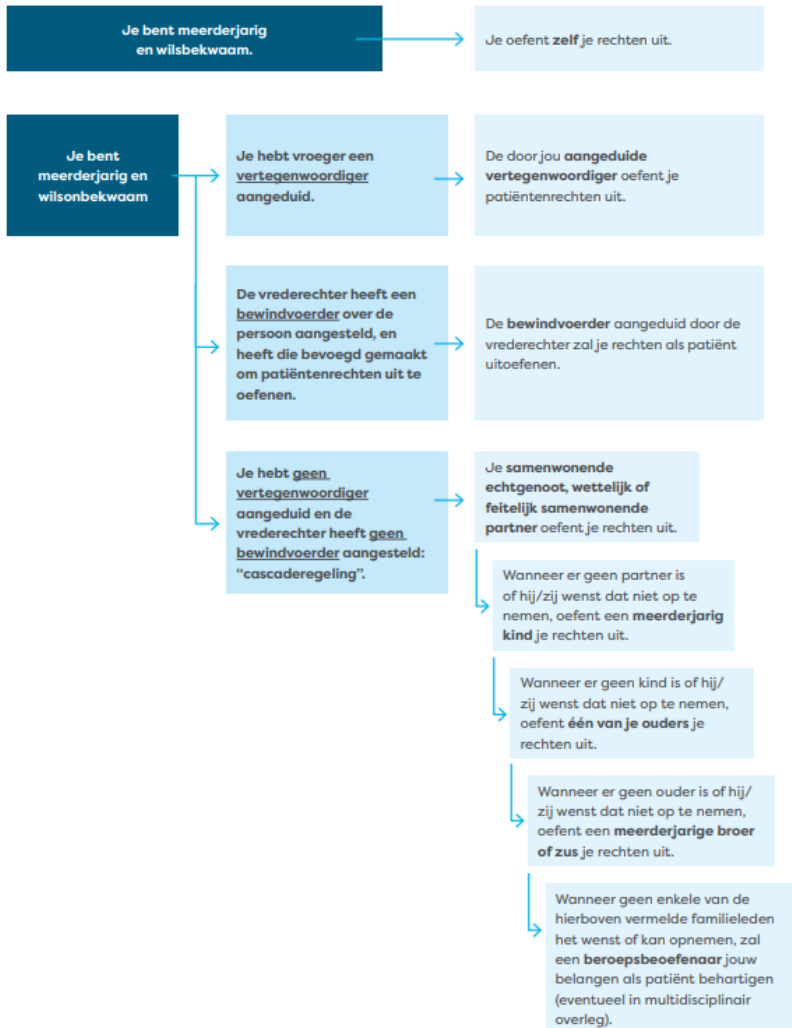 Je bent meerderjarig
en wilsbekwaam.
Je oefent zelf je rechten uit.
Je bent
meerderjarig en
wilsonbekwaam
Je hebt vroeger een
vertegenwoordiger
aangeduid.
De door jou aangeduide
vertegenwoordiger oefent je
patiëntenrechten uit.
De vrederechter heeft een
bewindvoerder over de
persoon aangesteld, en
heeft die bevoegd gemaakt
om patiëntenrechten uit te
oefenen.
De bewindvoerder aangeduid door de
vrederechter zal je rechten als patiënt
uitoefenen.
Je hebt geen
vertegenwoordiger
aangeduid en de
vrederechter heeft geen
bewindvoerder aangesteld:
“cascaderegeling”.
Je samenwonende
echtgenoot, wettelijk of
feitelijk samenwonende
partner oefent je rechten uit.
Wanneer er geen partner is
of hij/zij wenst dat niet op te
nemen, oefent een meerderjarig
kind je rechten uit.
Wanneer er geen kind is of hij/
zij wenst dat niet op te nemen,
oefent één van je ouders je
rechten uit.
Wanneer er geen ouder is of hij/
zij wenst dat niet op te nemen,
oefent een meerderjarige broer
of zus je rechten uit.
Wanneer geen enkele van de
hierboven vermelde familieleden
het wenst of kan opnemen, zal
een beroepsbeoefenaar jouw
belangen als patiënt behartigen
(eventueel in multidisciplinair
overleg).